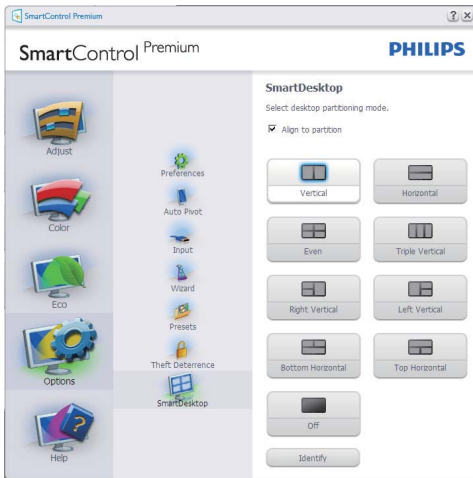 SmartControl Premium
SmartControl Premium
PHILIPS
Adjust
Color
Eco
Options
Help
Preferences
Auto Pivot
Input
Wizard
Presets
Theft Deterrence
SmartDesktop
SmartDesktop
Select desktop partitioning mode.
Align to partition
Vertical
Horizontal
Even
Triple Vertical
Right Vertical
Left Vertical
Bottom Horizontal
Top Horizontal
Off
Identify